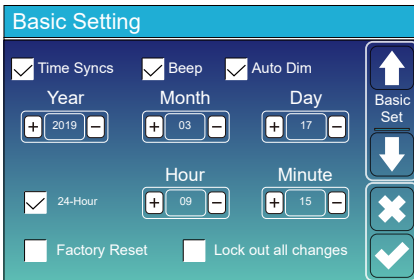 Basic Setting
Time Syncs Beep Auto Dim
Year Month Day
+ 2019 − + 03 − + 17 −
Basic
Set
Hour Minute
24-Hour + 09 − + 15 −
Factory Reset Lock out all changes